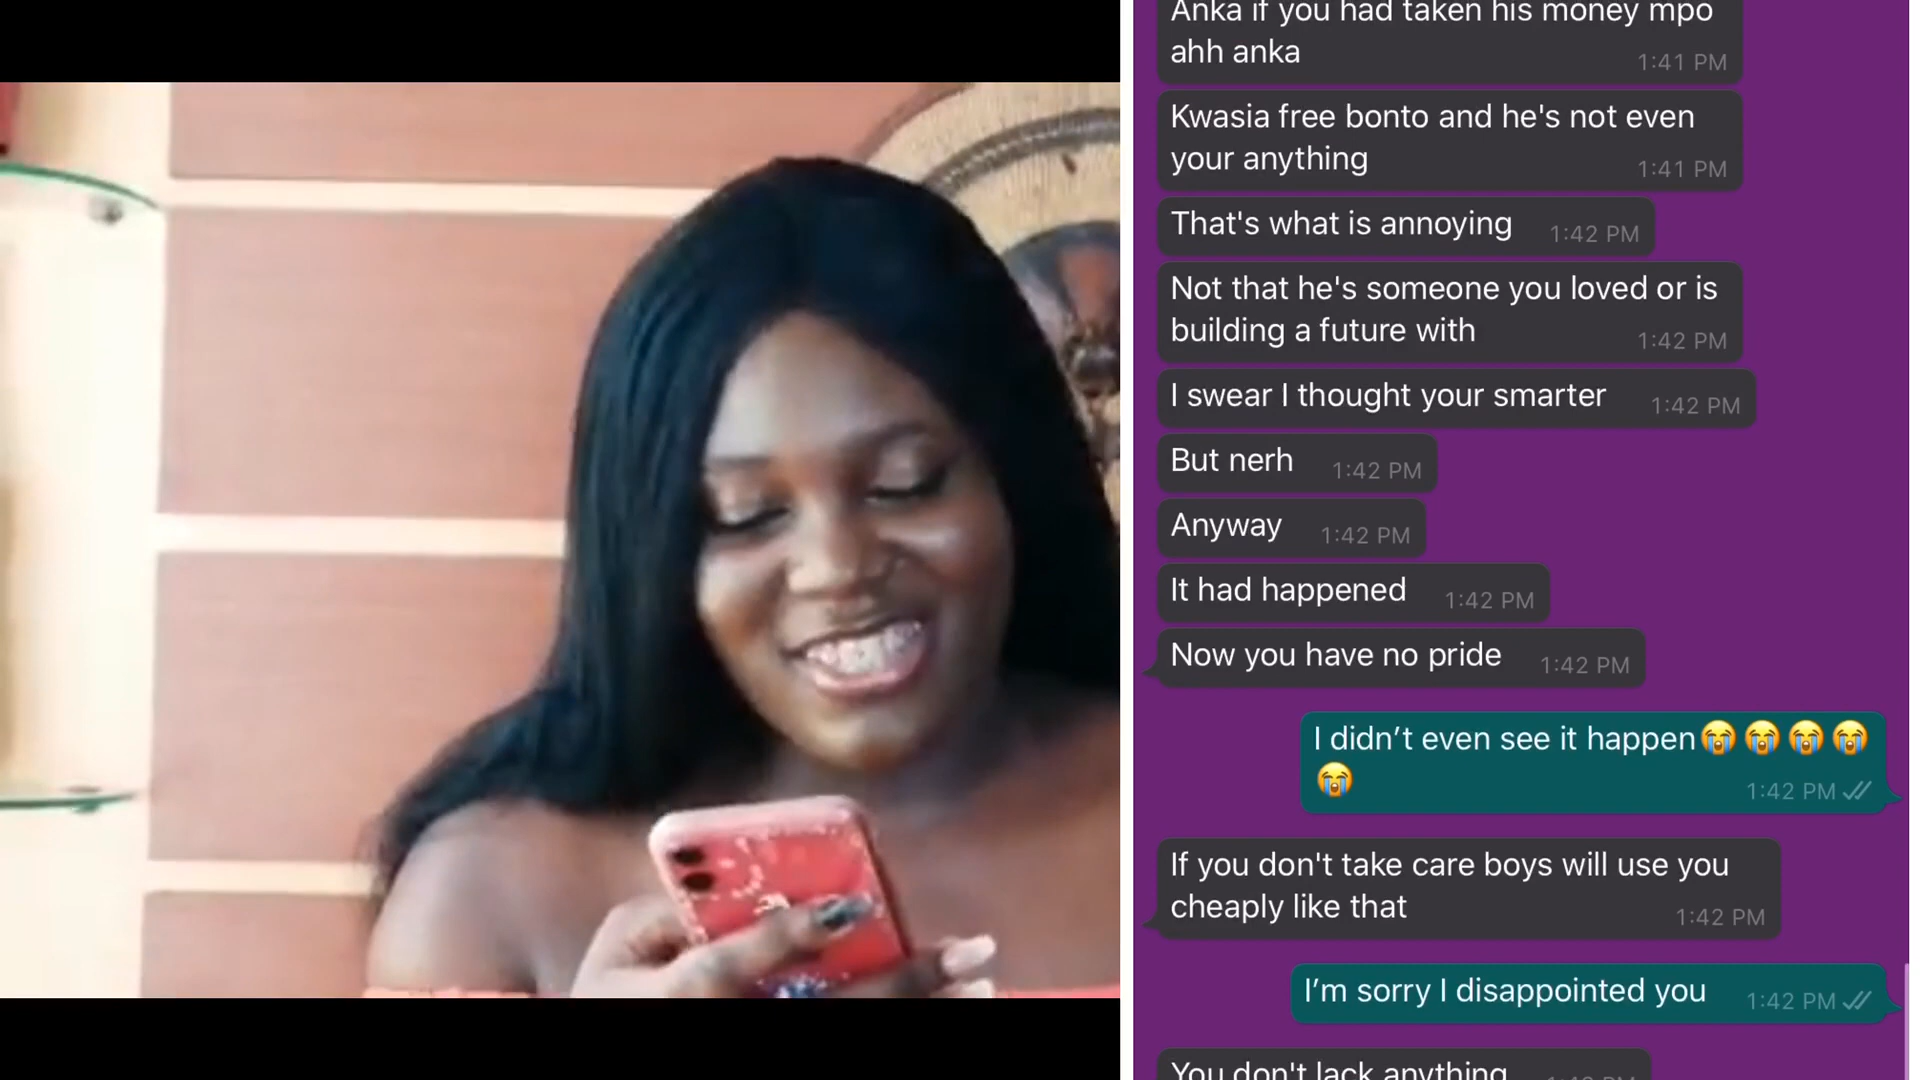 Anka if you had taken his money mpo
ahh anka
1:41 PM
Kwasia free bonto and he's not even
your anything
1:41 PM
That's what is annoying
1:42 PM
Not that he's someone you loved or is
building a future with
1:42 PM
I swear I thought your smarter
1:42 PM
But nerh
1:42 PM
Anyway
1:42 PM
It had happened
1:42 PM
Now you have no pride
1:42 PM
I didn’t even see it happen😭😭😭😭
😭
1:42 PM
If you don't take care boys will use you
cheaply like that
1:42 PM
I’m sorry I disappointed you
1:42 PM
You don't lack anything